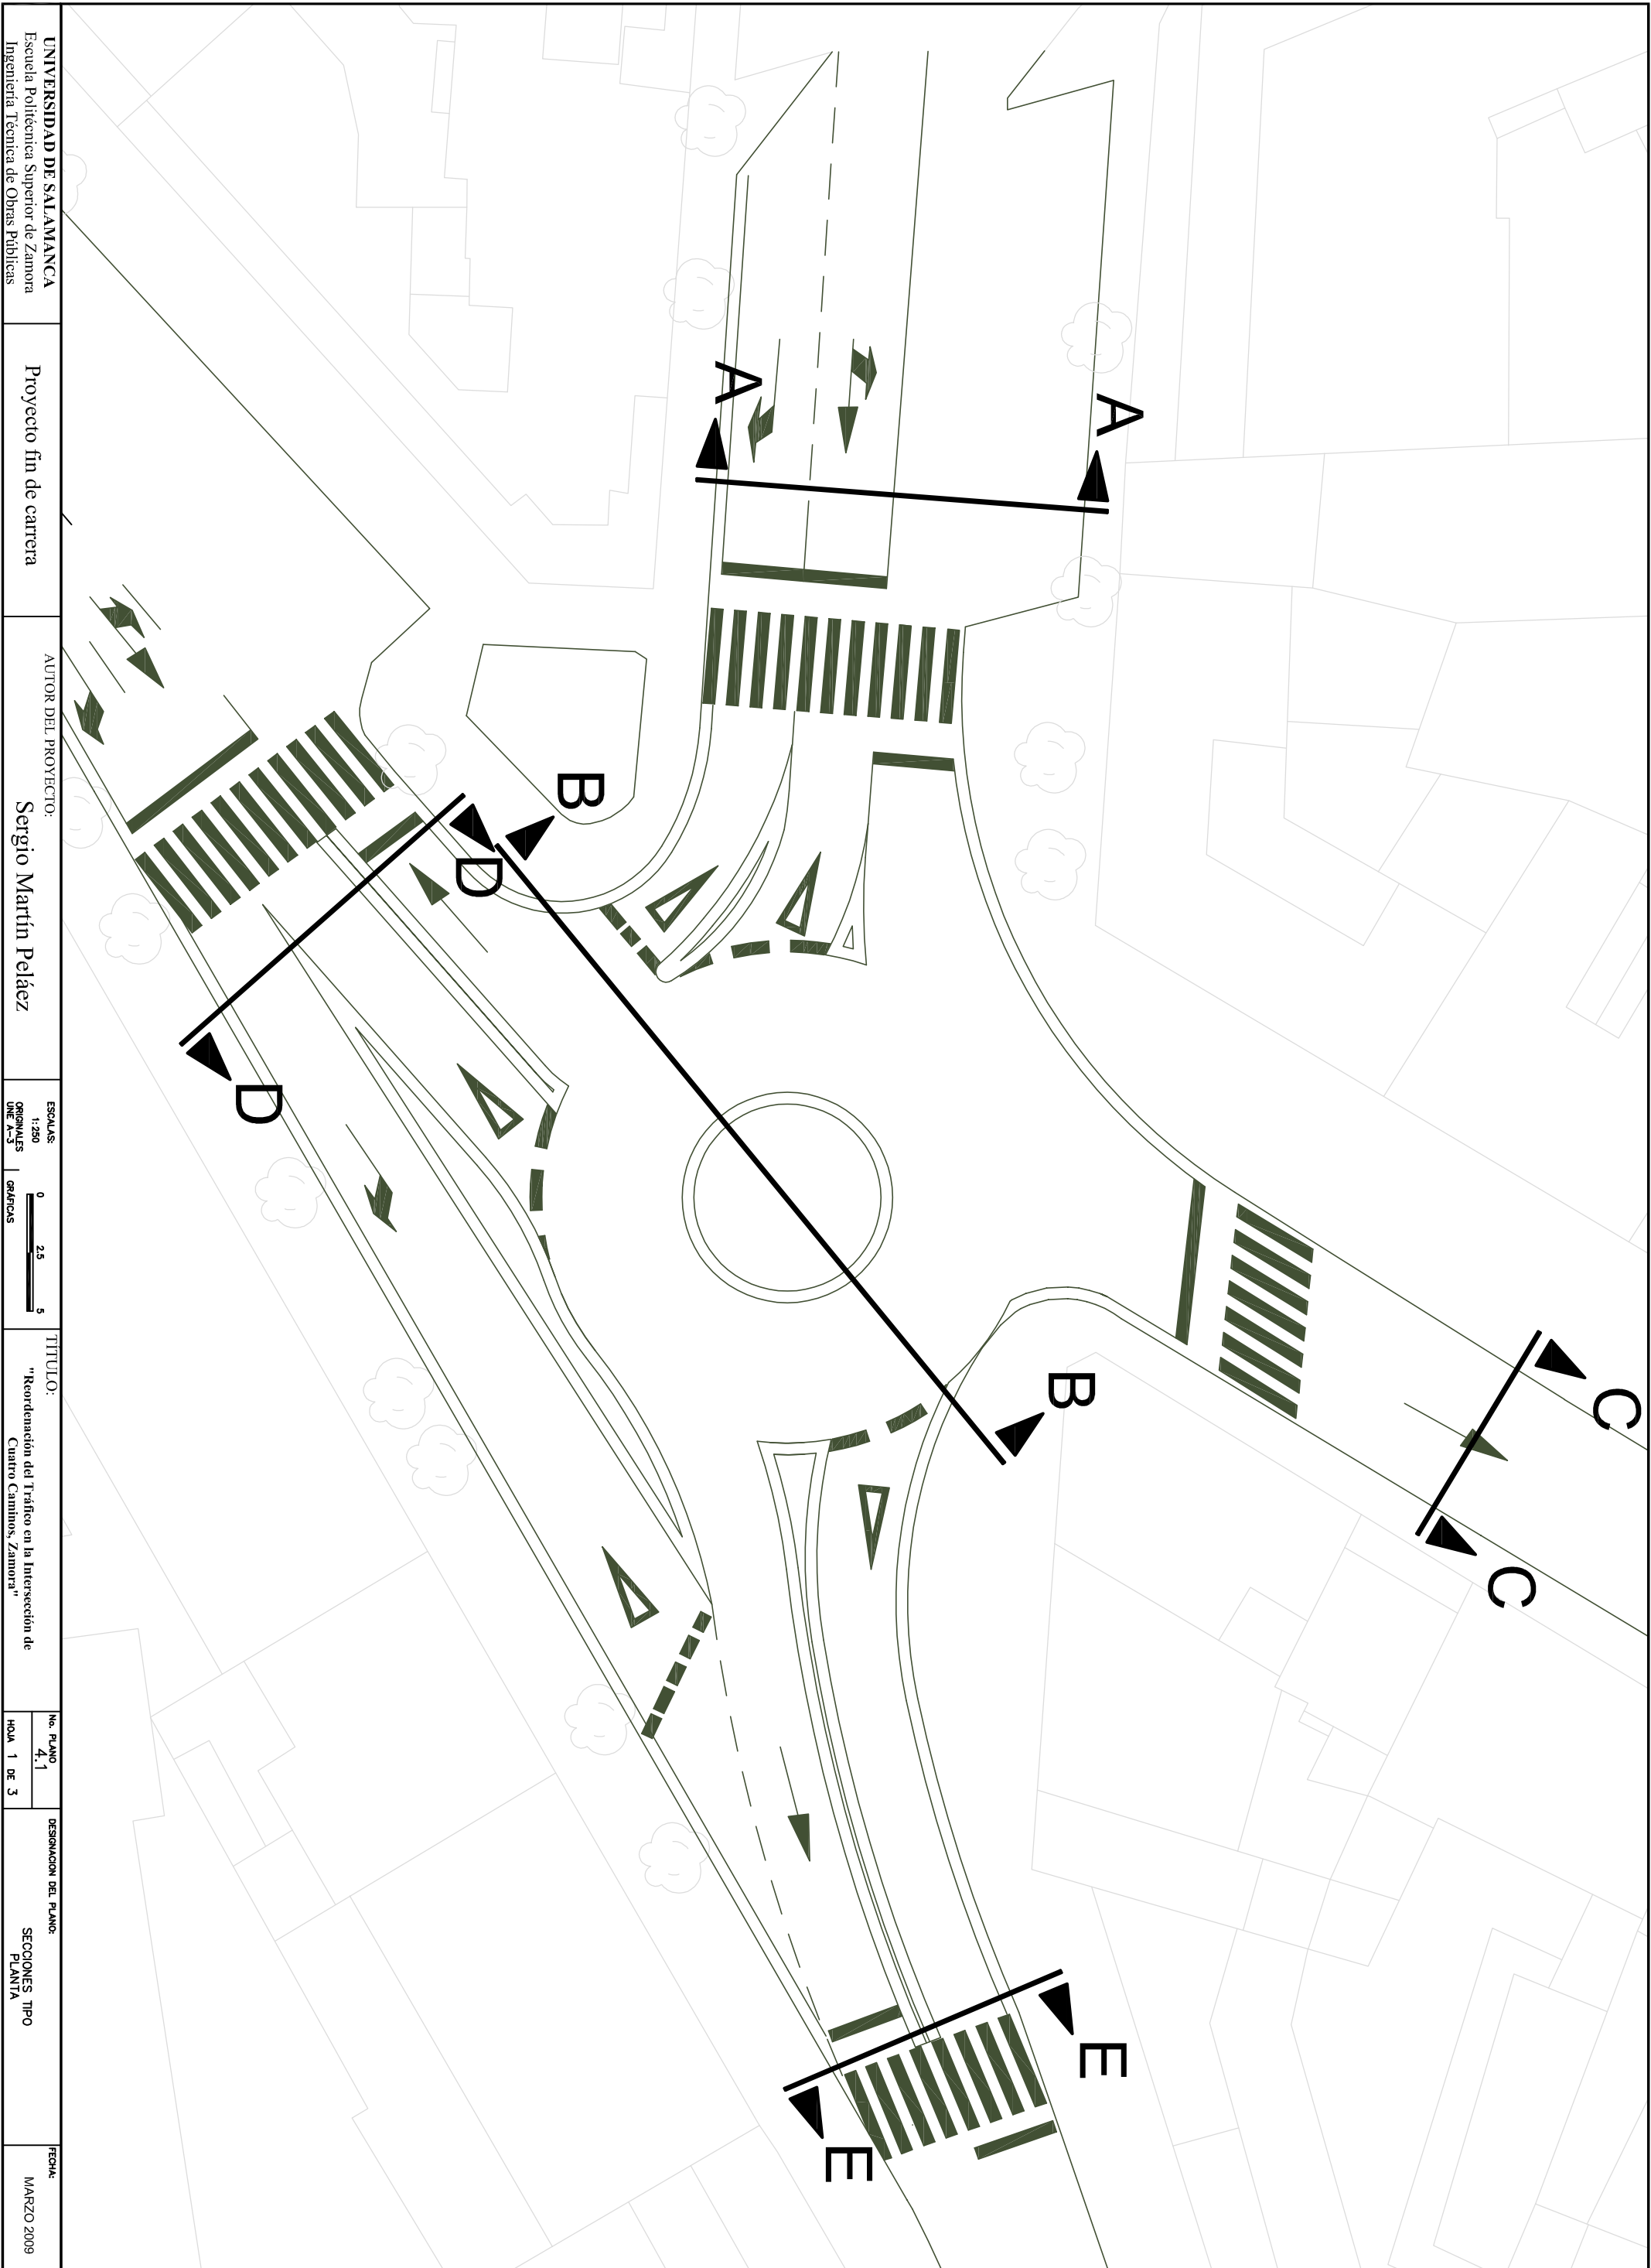 A
A
B
B
C
C
D
D
E
E
UNIVERSIDAD DE SALAMANCA
Escuela Politécnica Superior de Zamora
Ingeniería Técnica de Obras Públicas
Proyecto fin de carrera
AUTOR DEL PROYECTO:
Sergio Martín Peláez
ESCALAS:
1:250
ORIGINALES
UNE A-3
GRÁFICAS
0 2.5 5
TÍTULO:
"Reordenación del Tráfico en la Intersección de
Cuatro Caminos, Zamora"
No. PLANO
4.1
HOJA 1 DE 3
DESIGNACION DEL PLANO:
SECCIONES TIPO
PLANTA
FECHA:
MARZO 2009